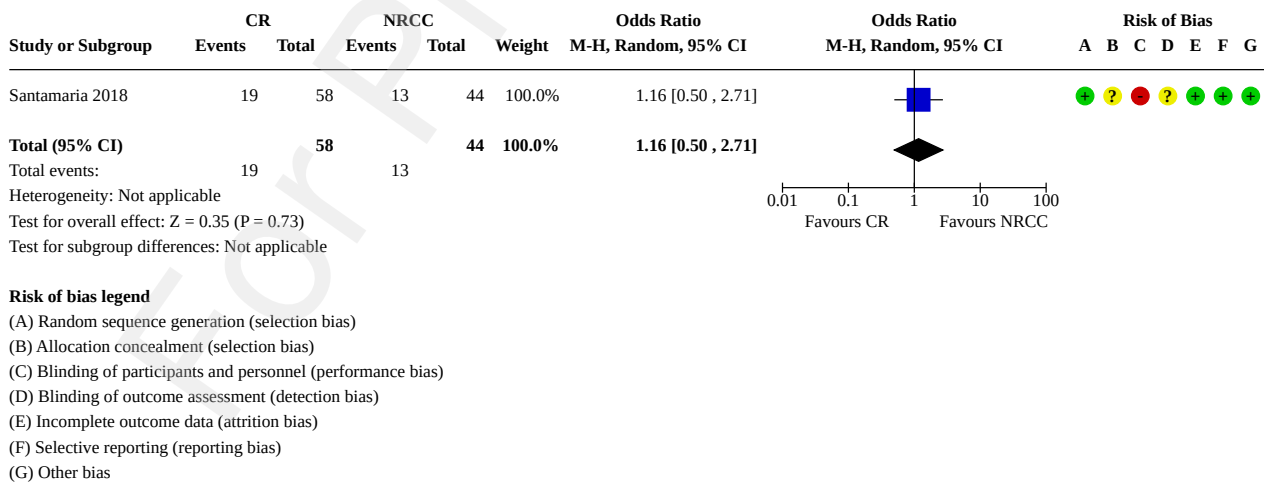 CR NRCC Odds Ratio Odds Ratio Risk of Bias
Study or Subgroup Events Total Events Total Weight M-H, Random, 95% CI M-H, Random, 95% CI A B C D E F G
Santamaria 2018 19 58 13 44 100.0% 1.16 [0.50 , 2.71] + ? - ? + + +
Total (95% CI) 58 44 100.0% 1.16 [0.50 , 2.71]
Total events: 19 13
Heterogeneity: Not applicable
0.01 0.1 1 10 100
Test for overall effect: Z = 0.35 (P = 0.73)
Favours CR Favours NRCC
Test for subgroup differences: Not applicable
Risk of bias legend
(A) Random sequence generation (selection bias)
(B) Allocation concealment (selection bias)
(C) Blinding of participants and personnel (performance bias)
(D) Blinding of outcome assessment (detection bias)
(E) Incomplete outcome data (attrition bias)
(F) Selective reporting (reporting bias)
(G) Other bias
For